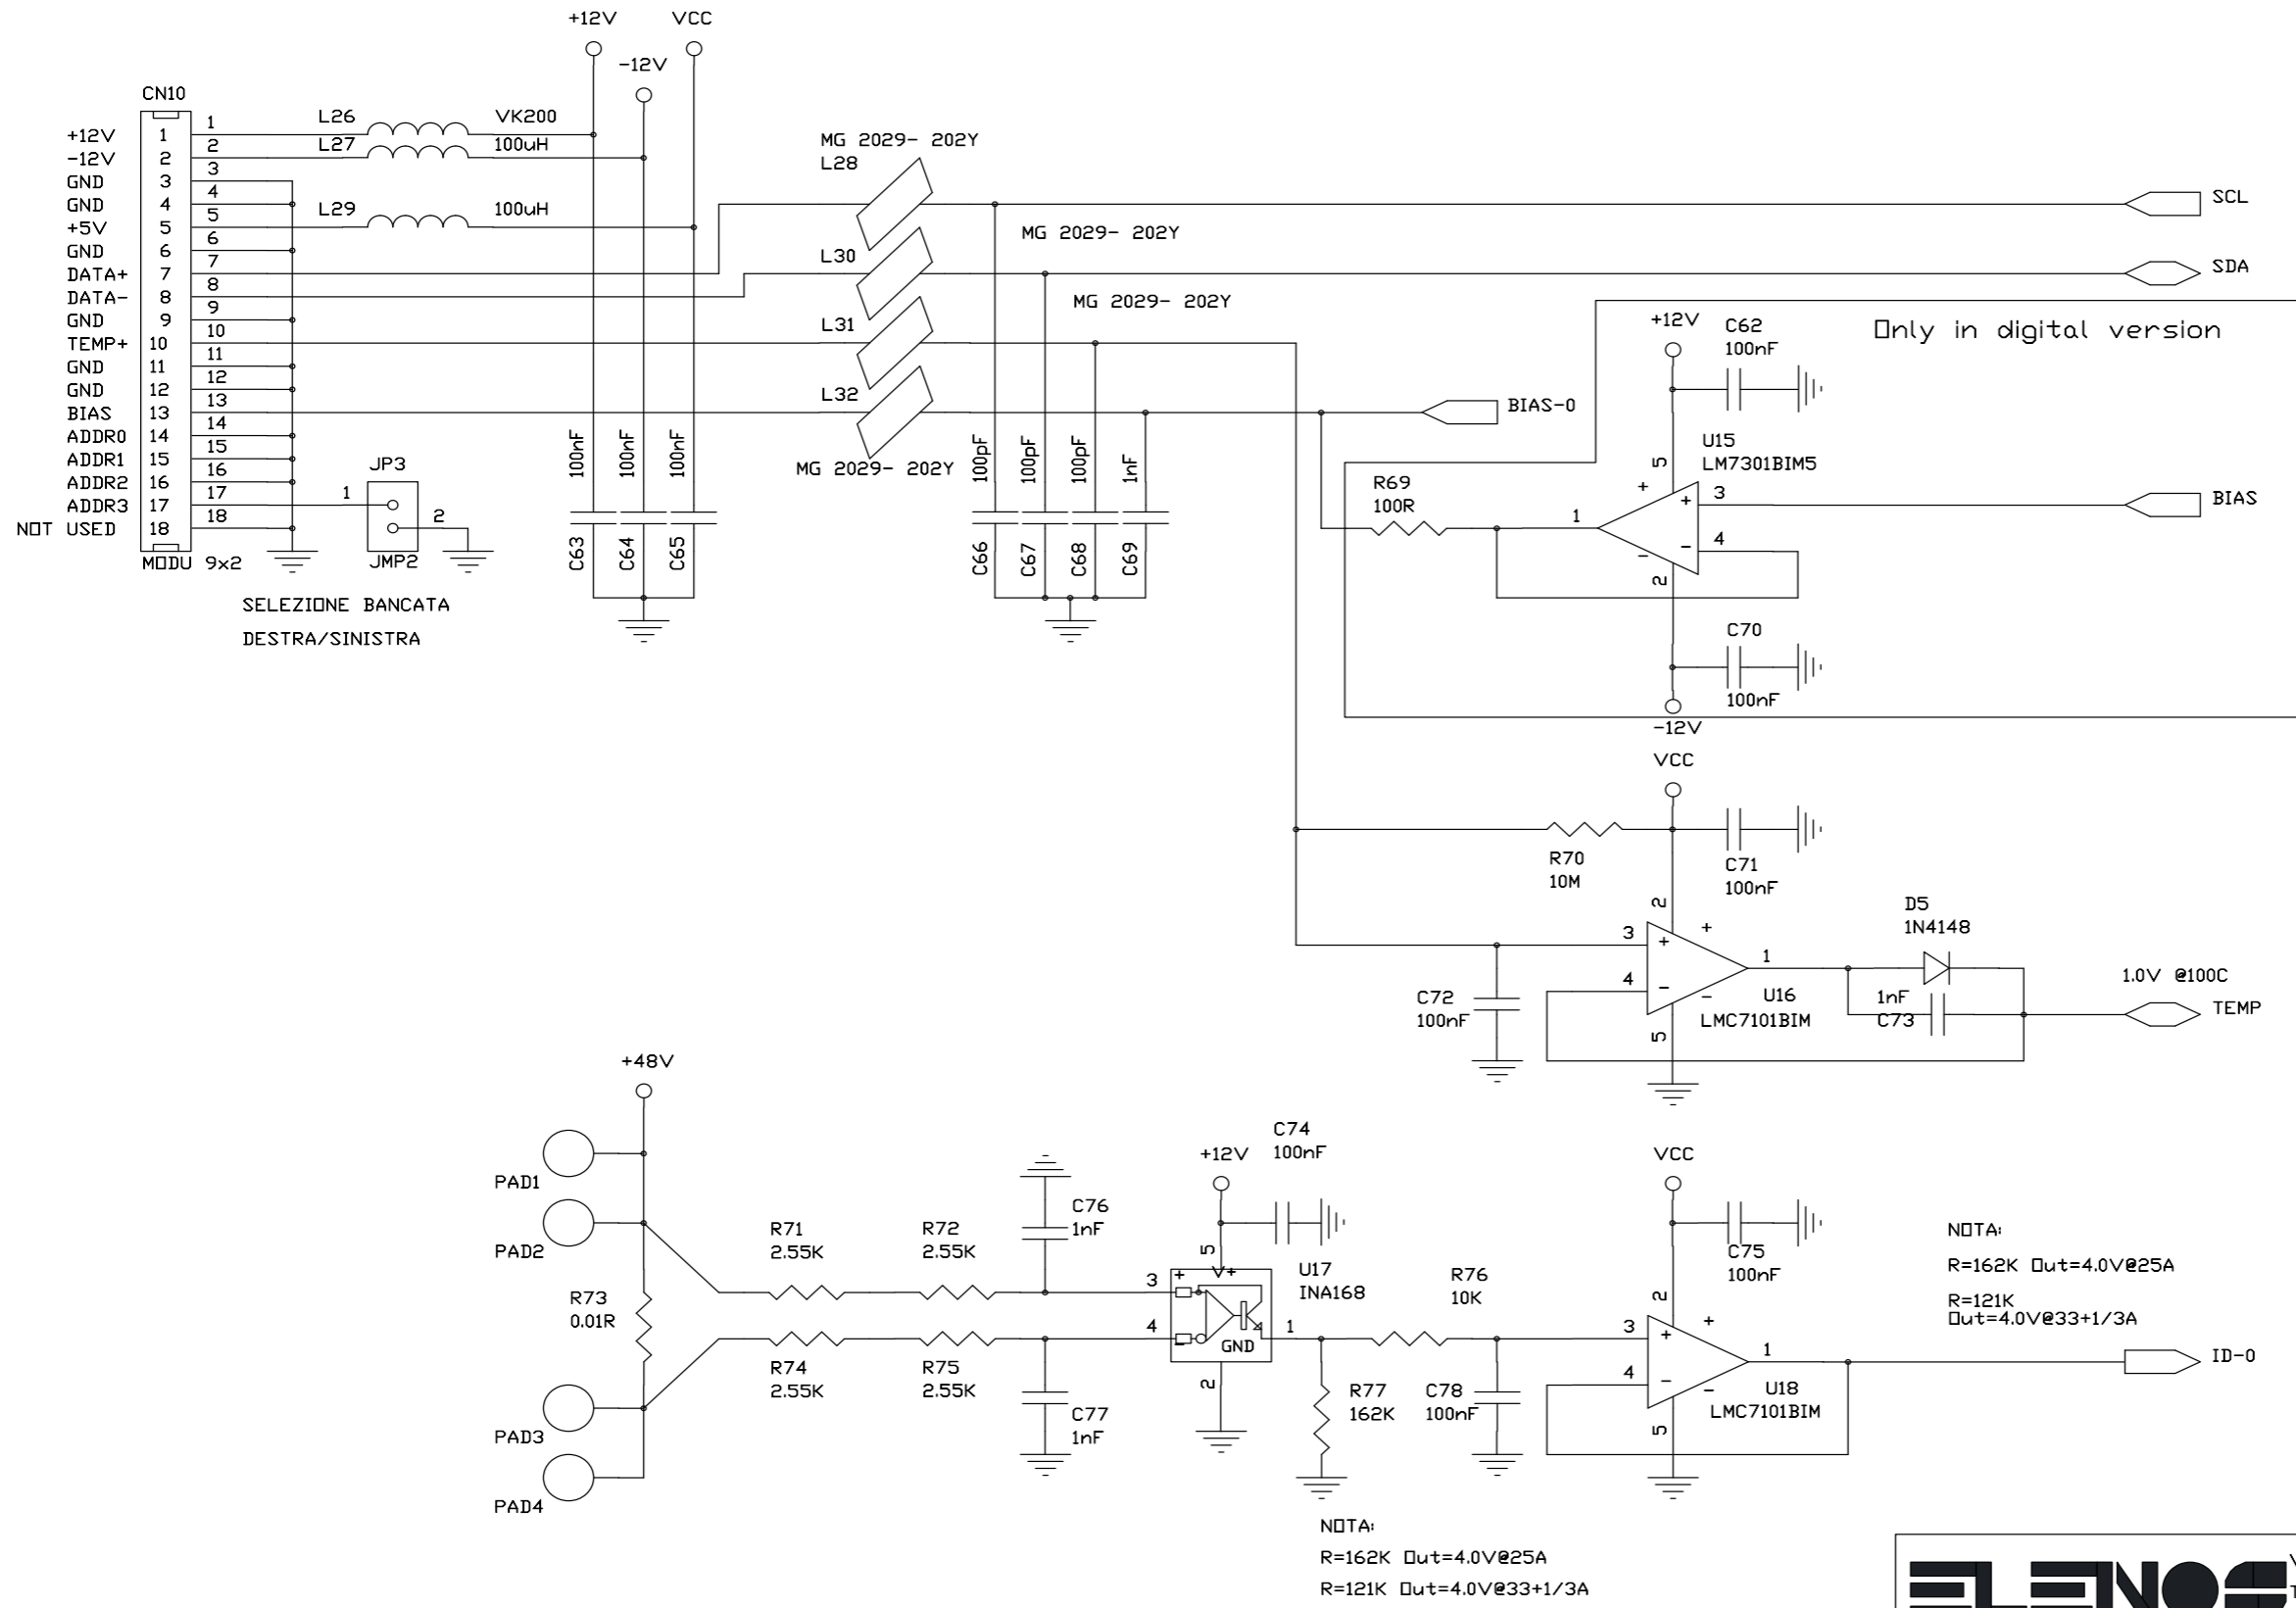 +12V
VCC
-12V
CN10
+12V 1 1 L26 VK200
-12V 2 2 L27 100uH
GND 3 3
GND 4 4
+5V 5 5 L29 100uH
GND 6 6
DATA+ 7 7
DATA- 8 8
GND 9 9
TEMP+ 10 10
GND 11 11
GND 12 12
BIAS 13 13
ADDR0 14 14
ADDR1 15 15
ADDR2 16 16
ADDR3 17 17
NOT USED 18 18
MODU 9x2
JP3
1
2
JMP2
SELEZIONE BANCATA
DESTRA/SINISTRA
100nF
100nF
100nF
C63
C64
C65
MG 2029- 202Y
L28
MG 2029- 202Y
L30
MG 2029- 202Y
L31
L32
MG 2029- 202Y
100pF
100pF
100pF
1nF
C66
C67
C68
C69
SCL
SDA
BIAS-0
Only in digital version
+12V
C62
100nF
U15
LM7301BIM5
5
+
+
3
BIAS
R69
100R
1
4
-
-
2
C70
100nF
-12V
VCC
R70
10M
C71
100nF
2
3
+
+
1
4
-
-
U16
LMC7101BIM
5
C72
100nF
D5
1N4148
1nF
C73
1.0V @100C
TEMP
+48V
PAD1
PAD2
R73
0.01R
PAD3
PAD4
R71
2.55K
R72
2.55K
R74
2.55K
R75
2.55K
C76
1nF
C77
1nF
+12V
C74
100nF
5
V+
U17
INA168
3
+
4
-
1
GND
2
R76
10K
R77
162K
C78
100nF
VCC
C75
100nF
2
3
+
+
1
4
-
-
U18
LMC7101BIM
5
NOTA:
R=162K Out=4.0V@25A
R=121K
Out=4.0V@33+1/3A
ID-0
NOTA:
R=162K Out=4.0V@25A
R=121K Out=4.0V@33+1/3A
ELENOS